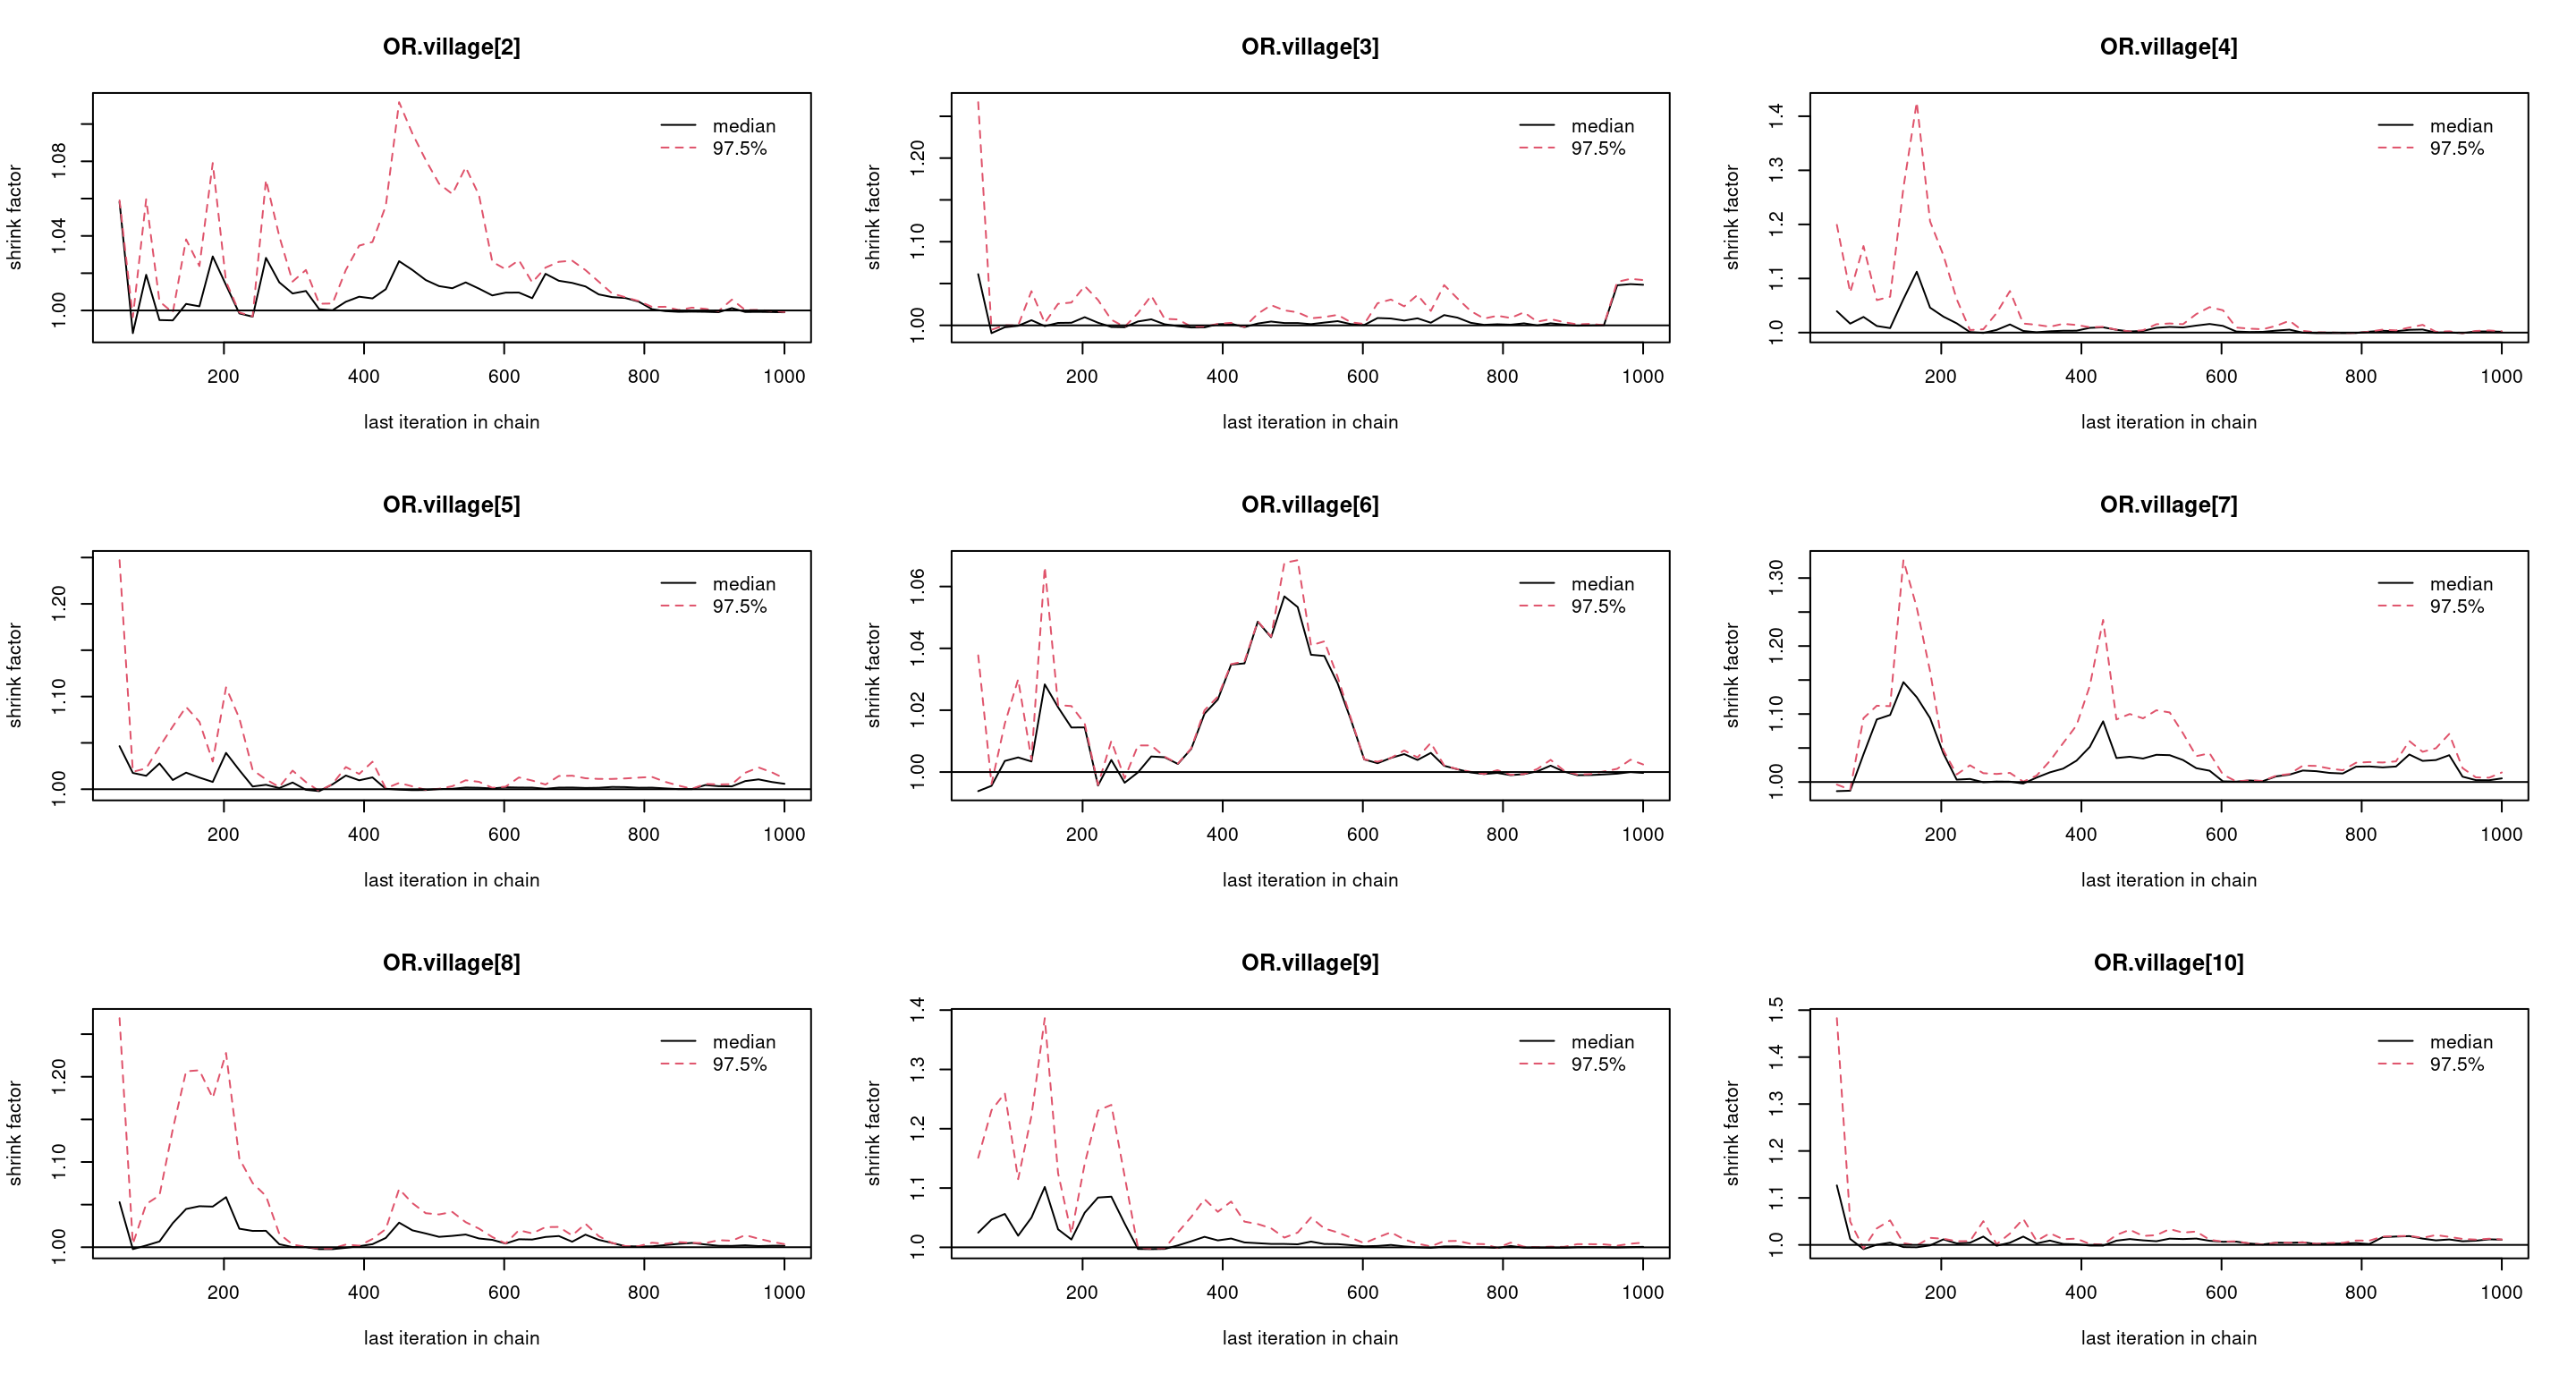 OR.village[2]
shrink factor
1.00 1.04 1.08
median
97.5%
200 400 600 800 1000
last iteration in chain
OR.village[3]
shrink factor
1.00 1.10 1.20
median
97.5%
200 400 600 800 1000
last iteration in chain
OR.village[4]
shrink factor
1.0 1.1 1.2 1.3 1.4
median
97.5%
200 400 600 800 1000
last iteration in chain
OR.village[5]
shrink factor
1.00 1.10 1.20
median
97.5%
200 400 600 800 1000
last iteration in chain
OR.village[6]
shrink factor
1.00 1.02 1.04 1.06
median
97.5%
200 400 600 800 1000
last iteration in chain
OR.village[7]
shrink factor
1.00 1.10 1.20 1.30
median
97.5%
200 400 600 800 1000
last iteration in chain
OR.village[8]
shrink factor
1.00 1.10 1.20
median
97.5%
200 400 600 800 1000
last iteration in chain
OR.village[9]
shrink factor
1.0 1.1 1.2 1.3 1.4
median
97.5%
200 400 600 800 1000
last iteration in chain
OR.village[10]
shrink factor
1.0 1.1 1.2 1.3 1.4 1.5
median
97.5%
200 400 600 800 1000
last iteration in chain